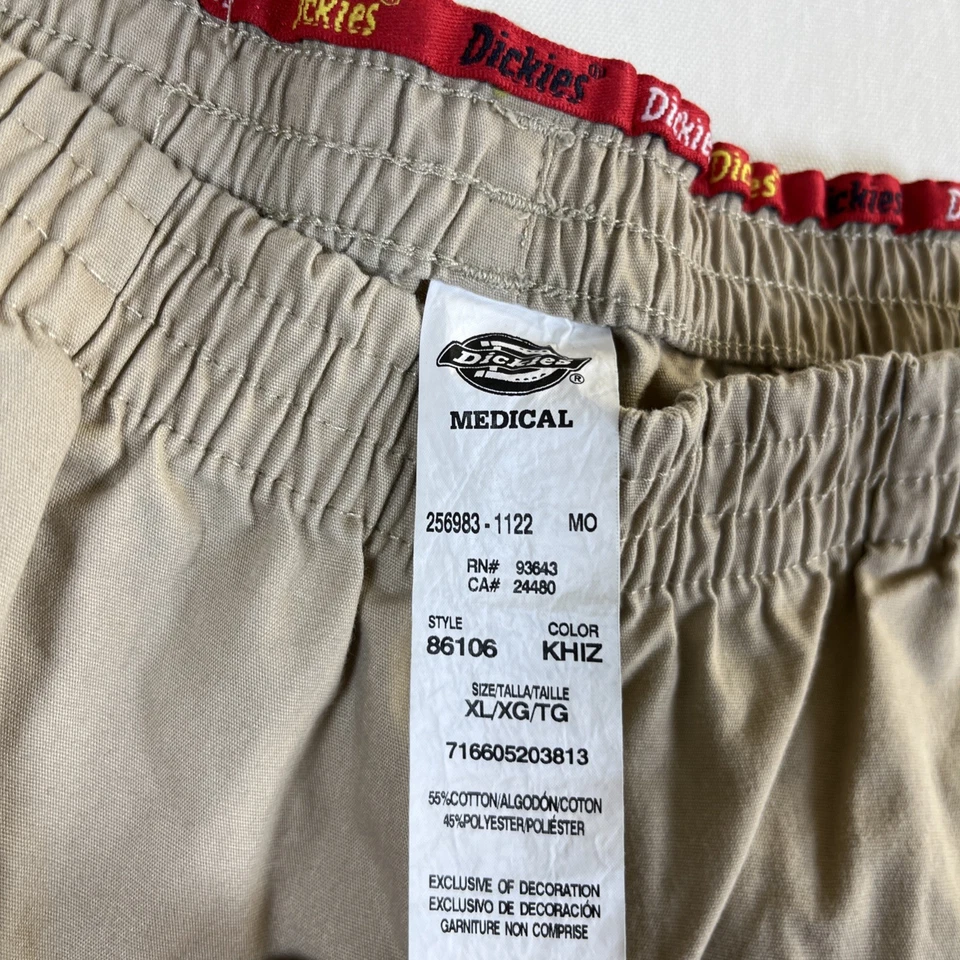 Dickies
Dickies®
Dickies
Dickies
Dickies
Dickies®
MEDICAL
256983-1122 MO
RN# 93643
CA# 24480
STYLE COLOR
86106 KHIZ
SIZE/TALLA/TAILLE
XL/XG/TG
716605203813
55%COTTON/ALGODÓN/COTON
45%POLYESTER/POLIÉSTER
EXCLUSIVE OF DECORATION
EXCLUSIVO DE DECORACIÓN
GARNITURE NON COMPRISE